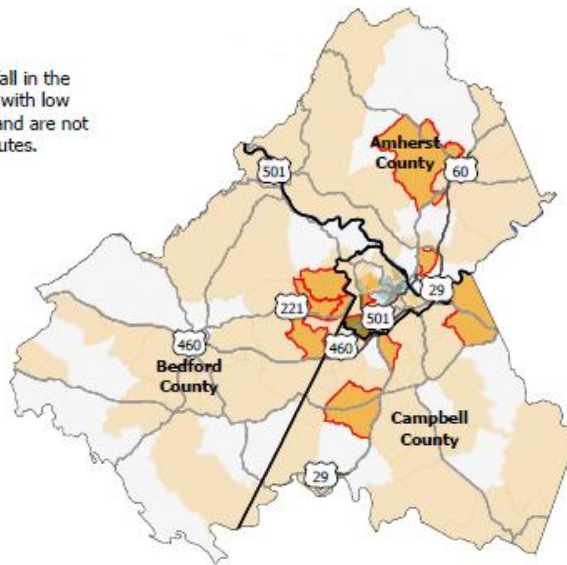 fall in the
with low
and are not
utes.
Amherst
County
501
60
29
221
501
460
460
Bedford
County
Campbell
County
29